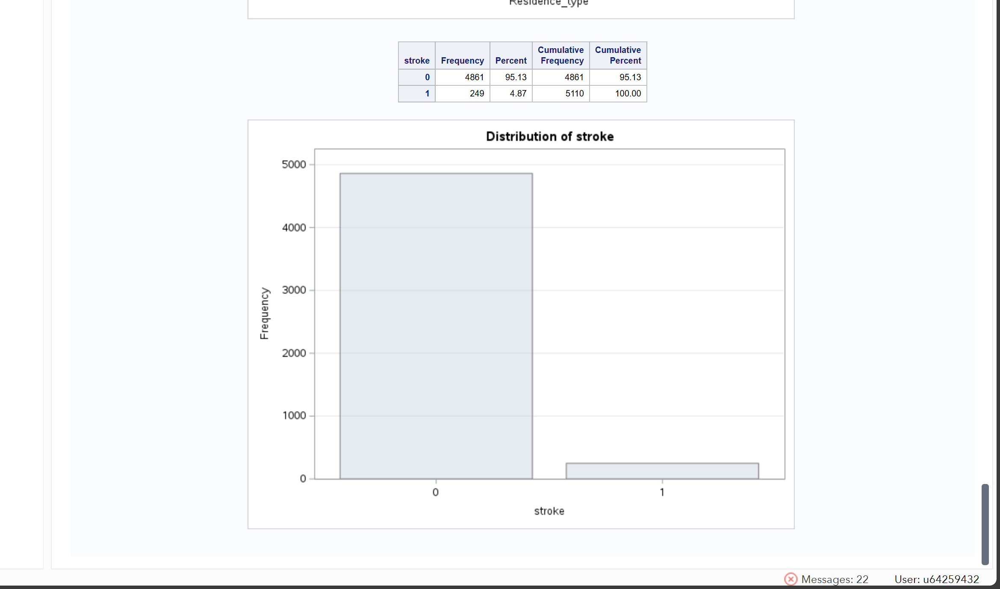 Residence_type
stroke Frequency Percent Cumulative Frequency Cumulative Percent
0 4861 95.13 4861 95.13
1 249 4.87 5110 100.00
Distribution of stroke
5000
4000
3000
2000
1000
0
Frequency
0 1
stroke
Messages: 22 User: u64259432